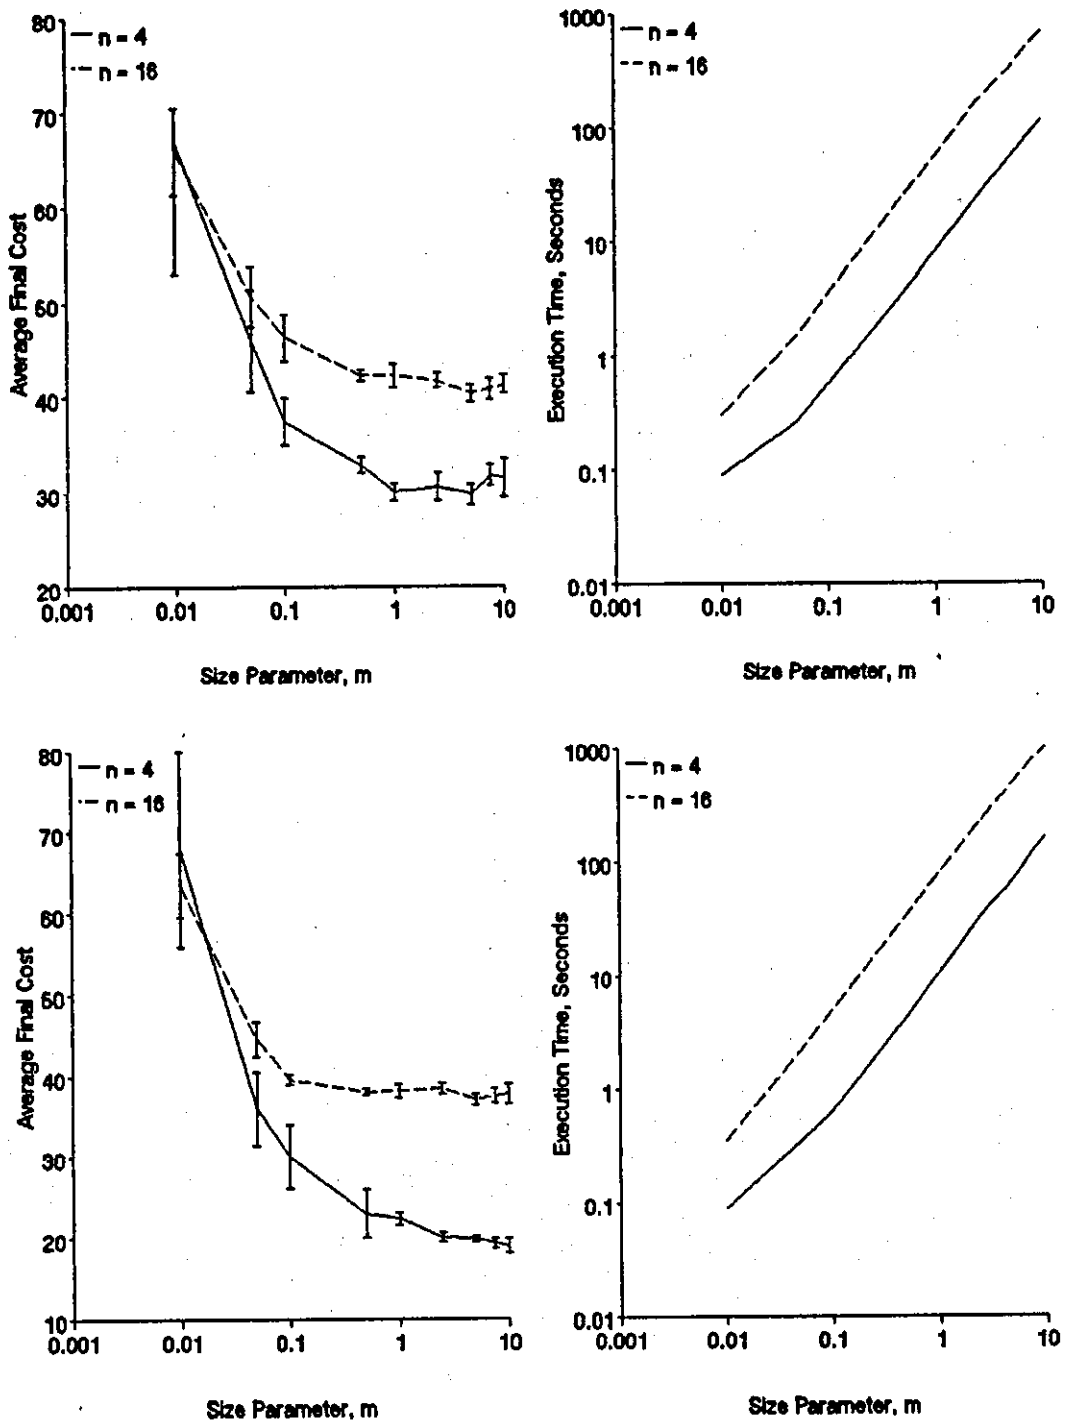 80
n = 4
n = 16
70
60
50
40
30
20
0.001
0.01
0.1
1
10
Average Final Cost
Size Parameter, m
1000
n = 4
n = 16
100
10
1
0.1
0.01
0.001
0.01
0.1
1
10
Execution Time, Seconds
Size Parameter, m
80
n = 4
n = 16
70
60
50
40
30
20
10
0.001
0.01
0.1
1
10
Average Final Cost
Size Parameter, m
1000
n = 4
n = 16
100
10
1
0.1
0.01
0.001
0.01
0.1
1
10
Execution Time, Seconds
Size Parameter, m